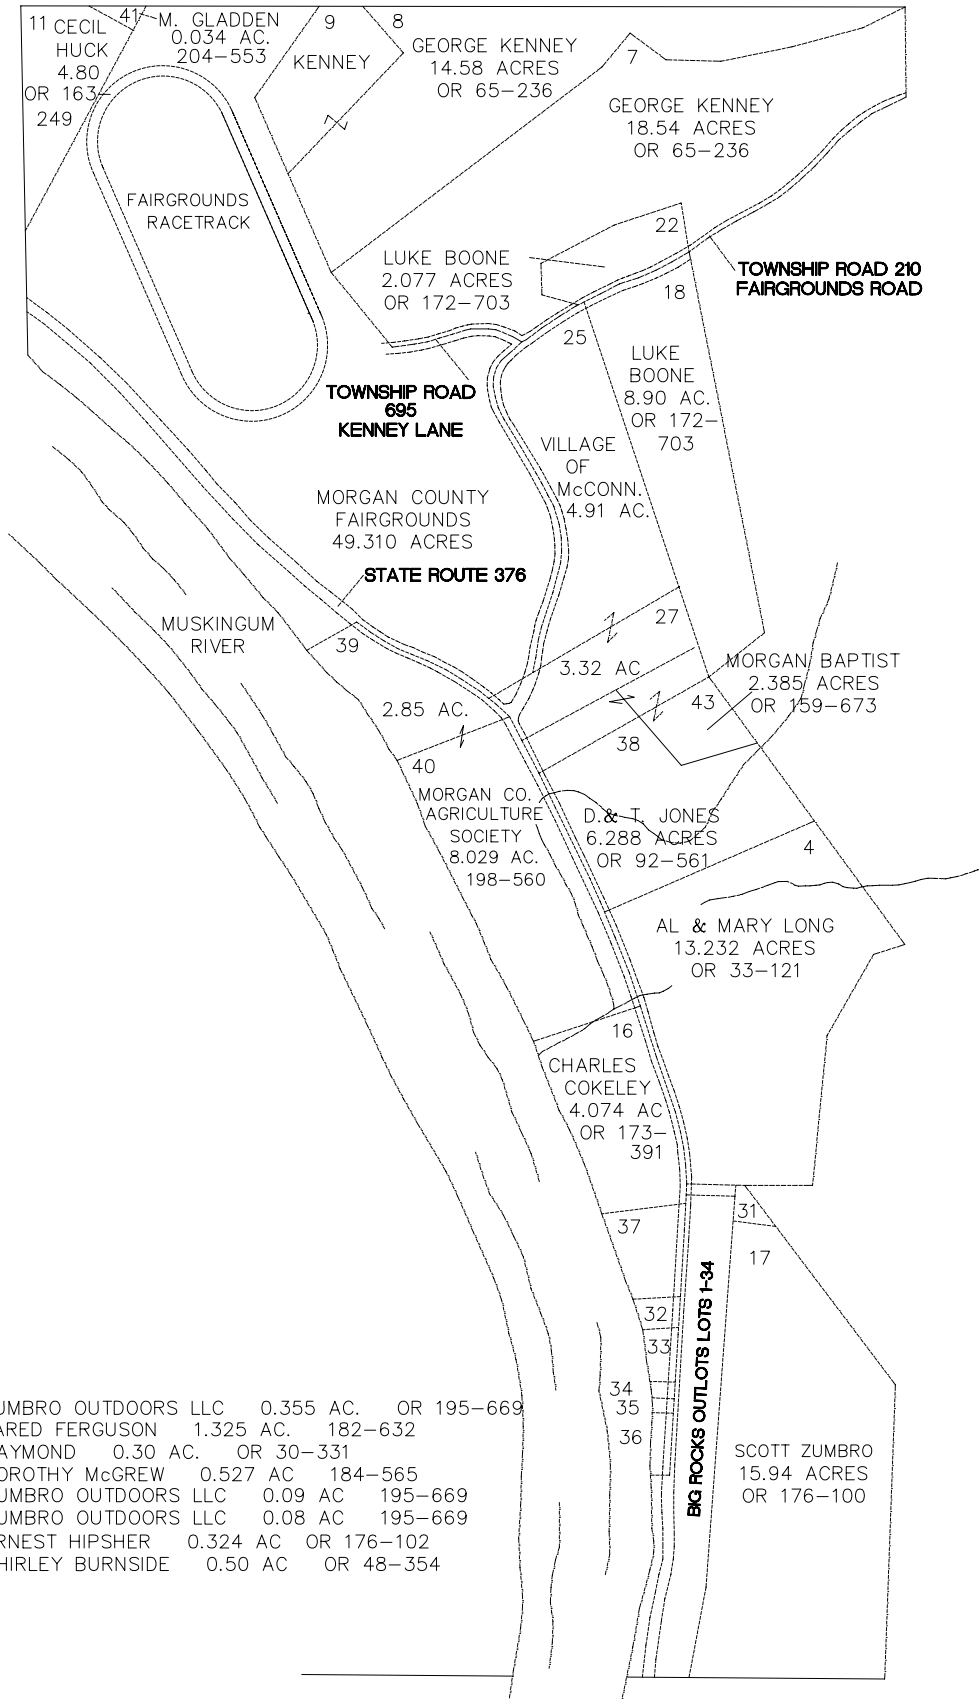 11 CECIL
HUCK
4.80
OR 163-
249
41
M. GLADDEN
0.034 AC.
204-553
9
KENNEY
8
GEORGE KENNEY
14.58 ACRES
OR 65-236
7
GEORGE KENNEY
18.54 ACRES
OR 65-236
FAIRGROUNDS
RACETRACK
22
LUKE BOONE
2.077 ACRES
OR 172-703
TOWNSHIP ROAD 210
FAIRGROUNDS ROAD
18
25
LUKE
BOONE
8.90 AC.
OR 172-
703
TOWNSHIP ROAD
695
KENNEY LANE
VILLAGE
OF
McCONN.
4.91 AC.
MORGAN COUNTY
FAIRGROUNDS
49.310 ACRES
STATE ROUTE 376
MUSKINGUM
RIVER
39
27
3.32 AC
MORGAN BAPTIST
2.385 ACRES
OR 159-673
43
2.85 AC.
38
40
MORGAN CO.
AGRICULTURE
SOCIETY
8.029 AC.
198-560
D.& T. JONES
6.288 ACRES
OR 92-561
4
AL & MARY LONG
13.232 ACRES
OR 33-121
16
CHARLES
COKELEY
4.074 AC
OR 173-
391
37
31
17
32
33
34
35
36
BIG ROCKS OUTLOTS LOTS 1-34
SCOTT ZUMBRO
15.94 ACRES
OR 176-100
UMBRO OUTDOORS LLC 0.355 AC. OR 195-669
ARED FERGUSON 1.325 AC. 182-632
AYMOND 0.30 AC. OR 30-331
OROTHY McGREW 0.527 AC 184-565
UMBRO OUTDOORS LLC 0.09 AC 195-669
UMBRO OUTDOORS LLC 0.08 AC 195-669
RNEST HIPSHER 0.324 AC OR 176-102
HIRLEY BURNSIDE 0.50 AC OR 48-354